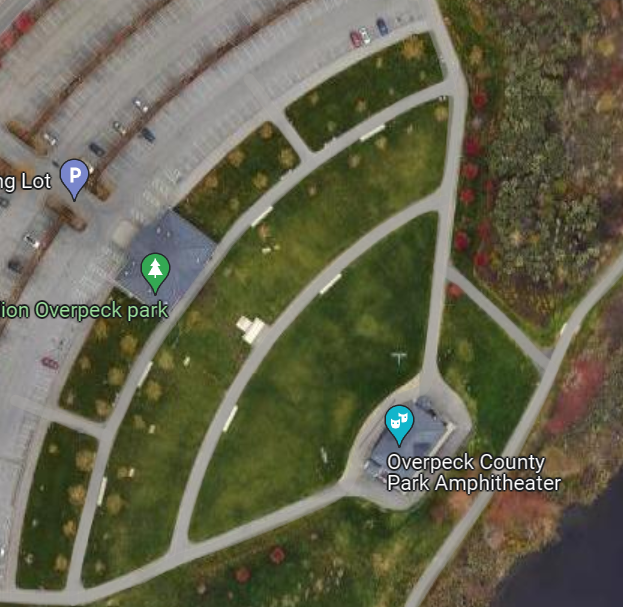 P
ng Lot
ion Overpeck park
Overpeck County
Park Amphitheater